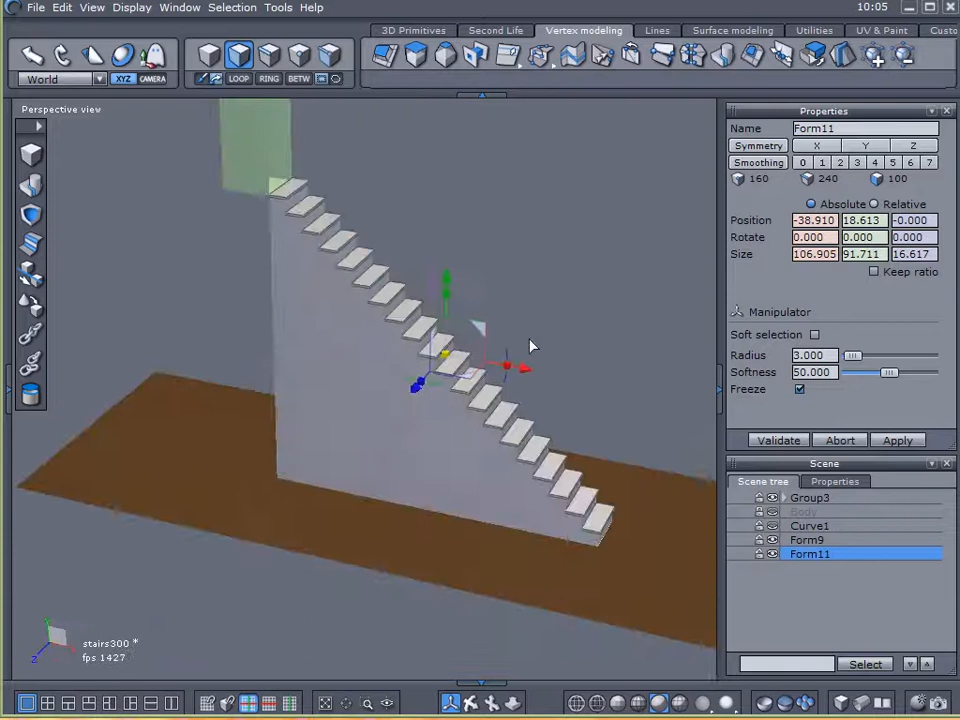 File Edit View Display Window Selection Tools Help 10:05
3D Primitives Second Life Vertex modeling Lines Surface modeling Utilities UV & Paint Custo
World XYZ CAMERA LOOP RING BETW
Perspective view
Properties
Name Form11
Symmetry X Y Z
Smoothing 0 1 2 3 4 5 6 7
160 240 100
Absolute Relative
Position -38.910 18.613 -0.000
Rotate 0.000 0.000 0.000
Size 106.905 91.711 16.617
Keep ratio
Manipulator
Soft selection
Radius 3.000
Softness 50.000
Freeze
Validate Abort Apply
Scene
Scene tree Properties
Group3
Body
Curve1
Form9
Form11
stairs300 *
fps 1427
Select